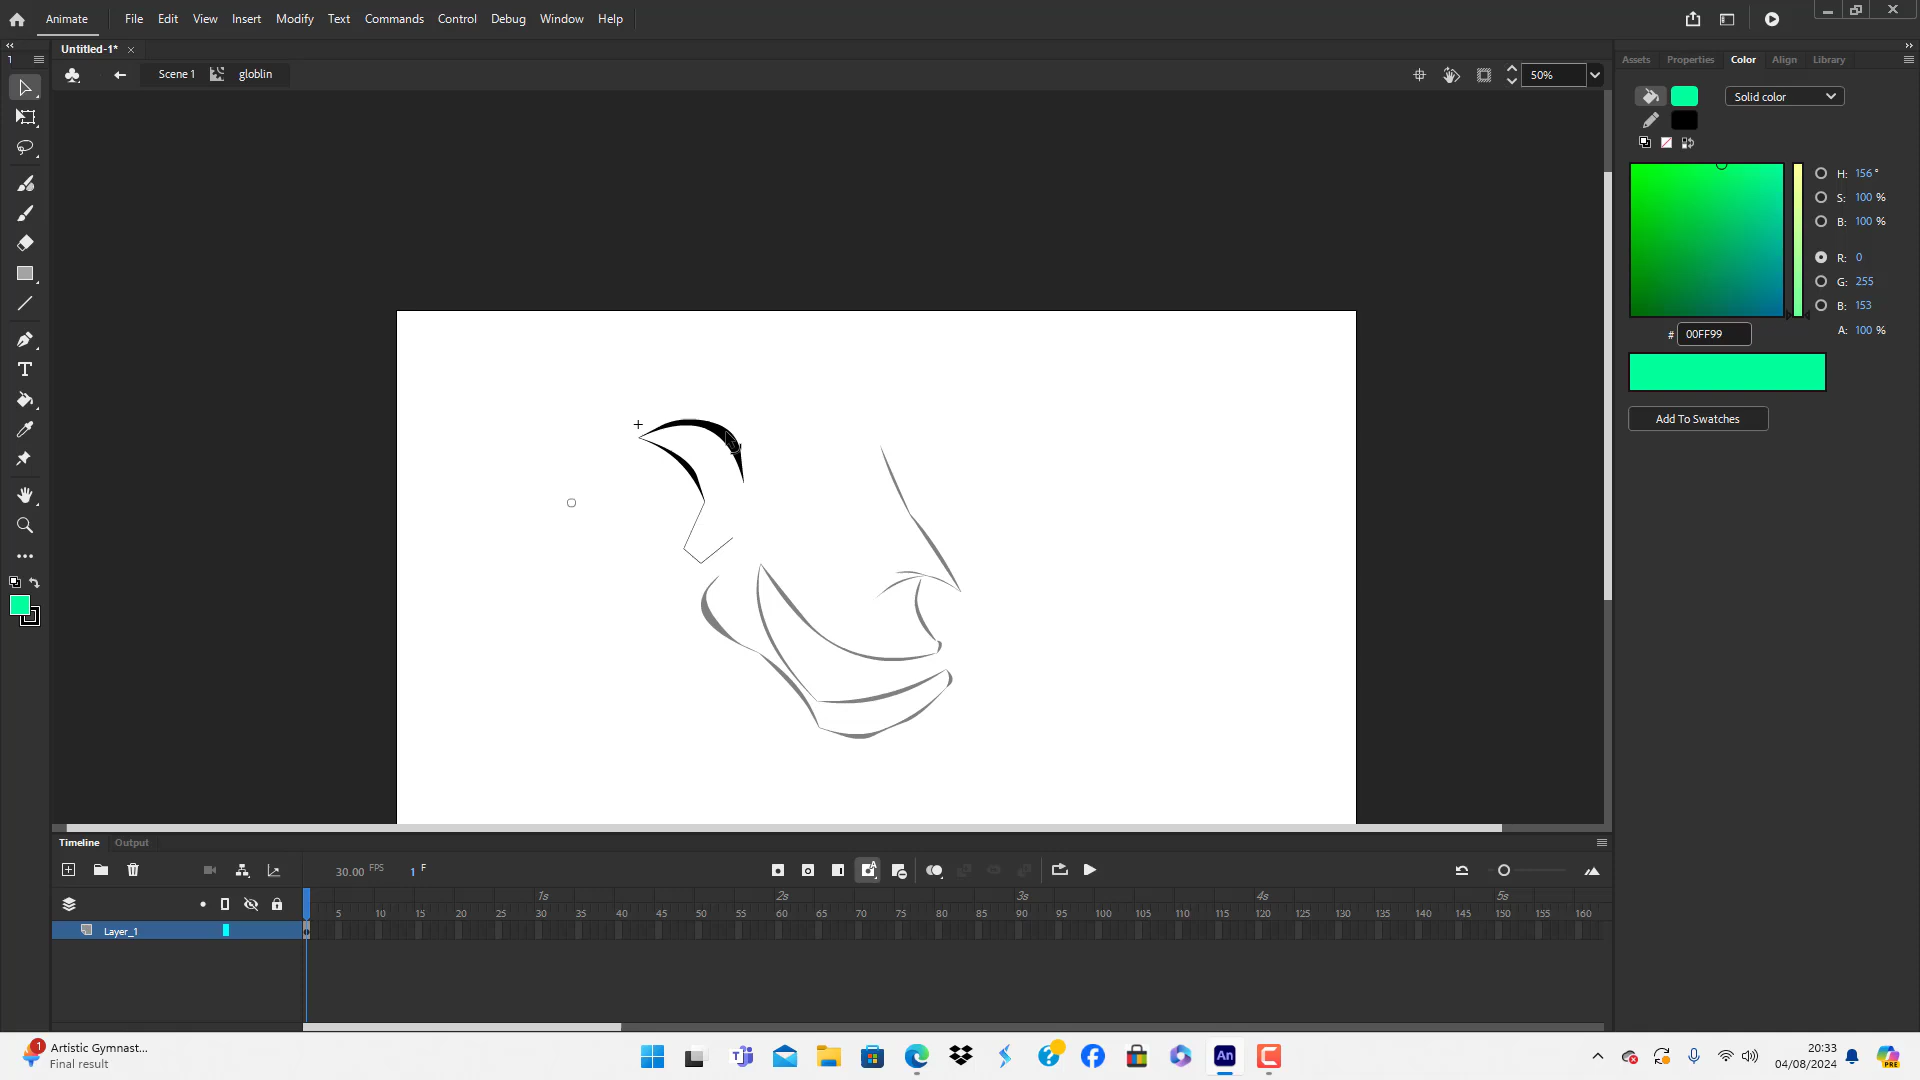 Animate
File Edit View Insert Modify Text Commands Control Debug Window Help
Untitled-1*
1
Scene 1 globlin
50%
Assets Properties Color Align Library
Solid color
H: 156 °
S: 100 %
B: 100 %
R: 0
G: 255
B: 153
A: 100 %
# 00FF99
Add To Swatches
T
Timeline Output
30.00 FPS 1 F
1s 2s 3s 4s 5s
5 10 15 20 25 30 35 40 45 50 55 60 65 70 75 80 85 90 95 100 105 110 115 120 125 130 135 140 145 150 155 160
Layer_1
1
Artistic Gymnast...
Final result
An
20:33
04/08/2024
PRE